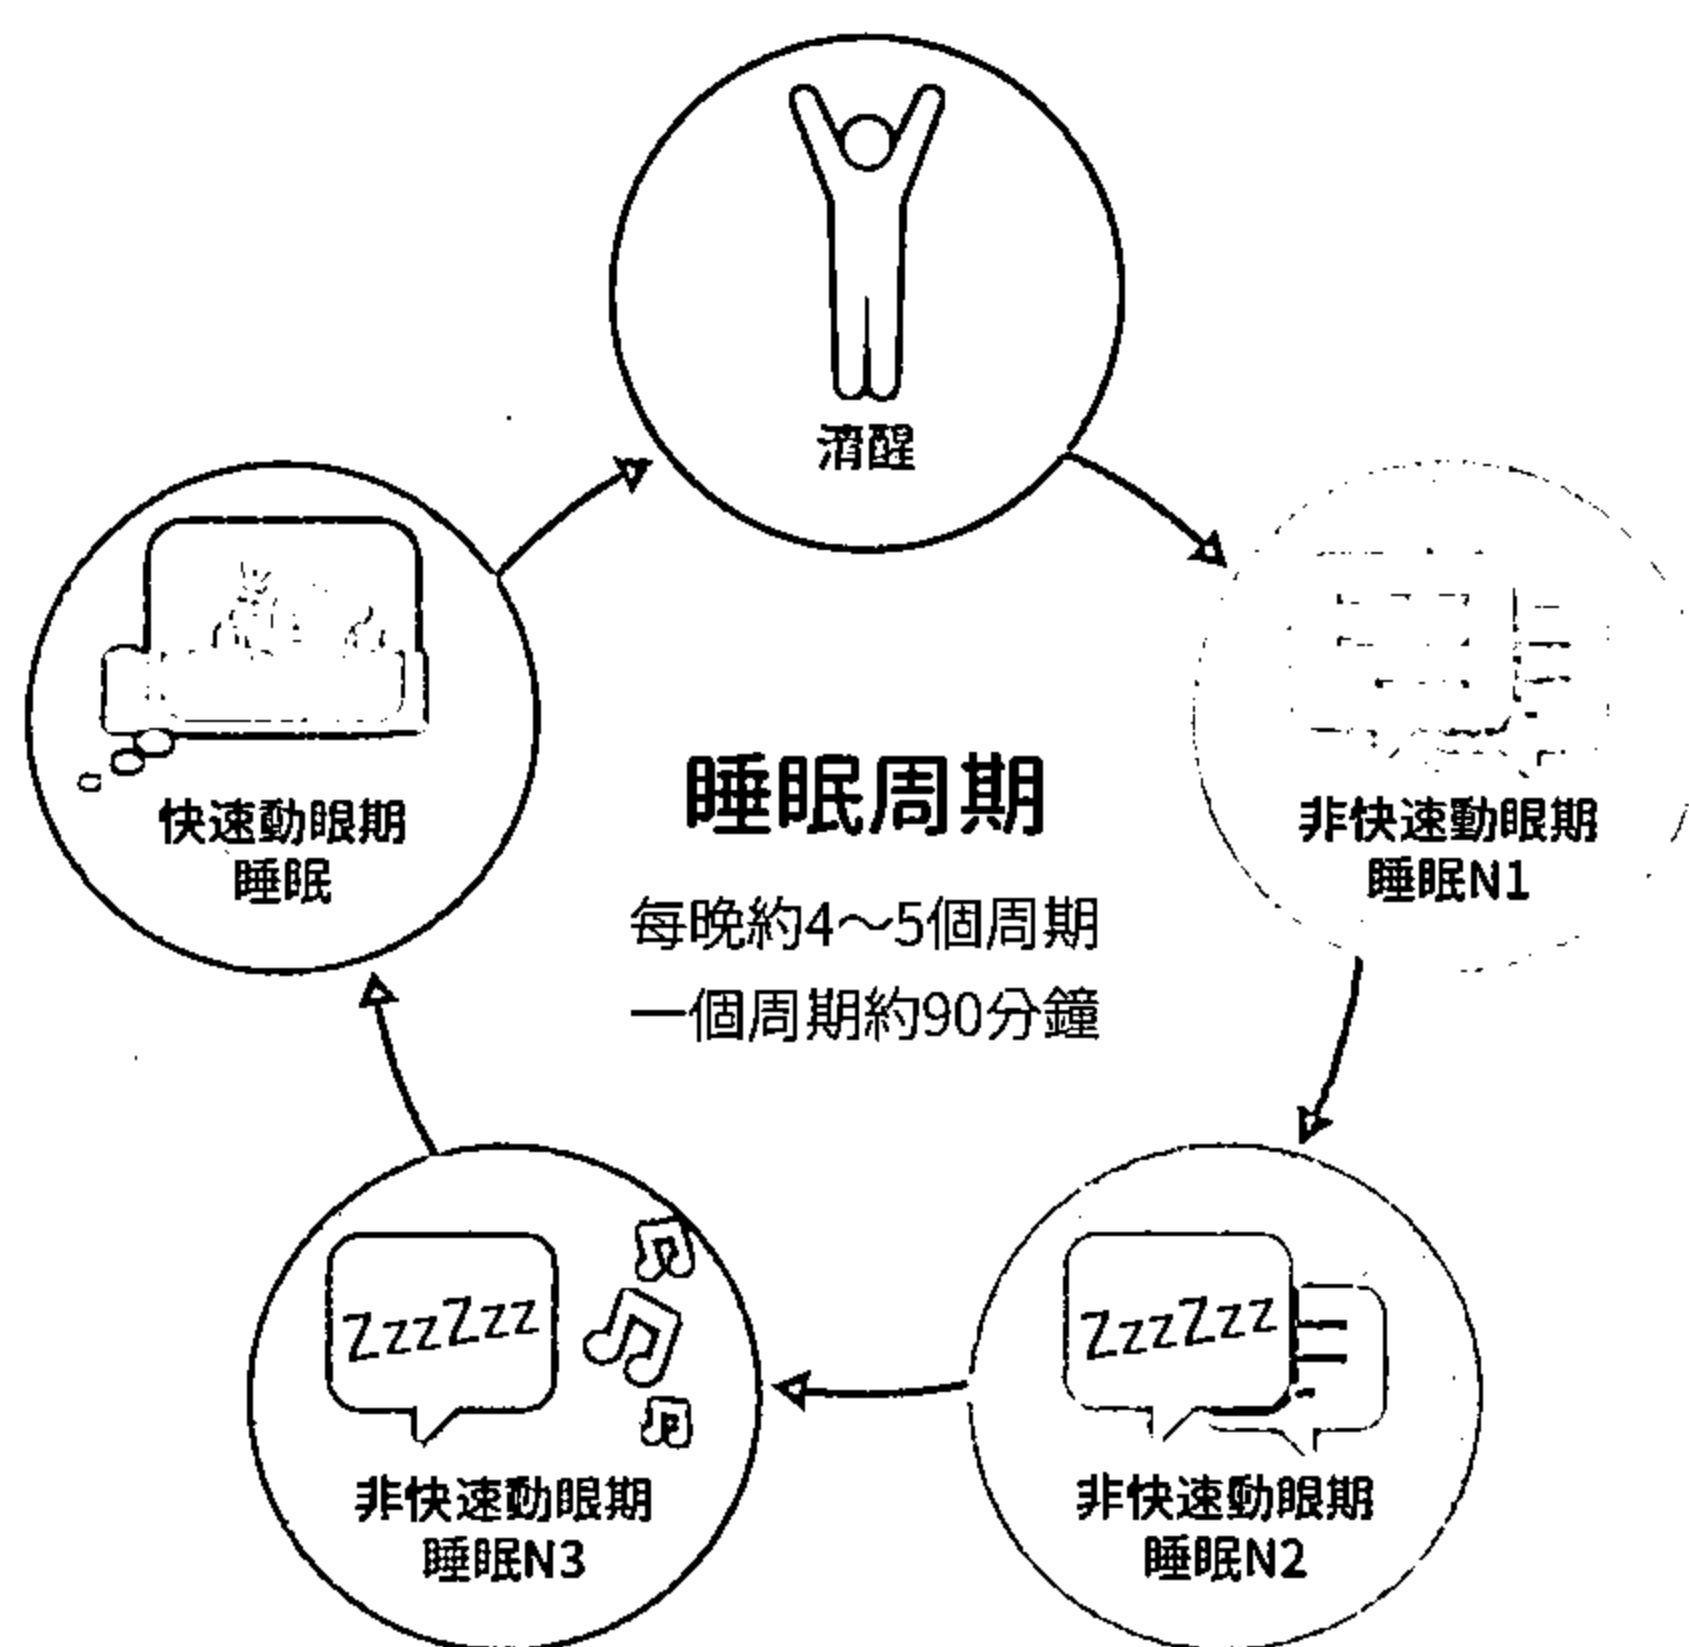 清醒
快速動眼期
睡眠
非快速動眼期
睡眠N1
睡眠周期
每晚約4～5個周期
一個周期約90分鐘
ZzzZzz
非快速動眼期
睡眠N3
ZzzZzz
非快速動眼期
睡眠N2